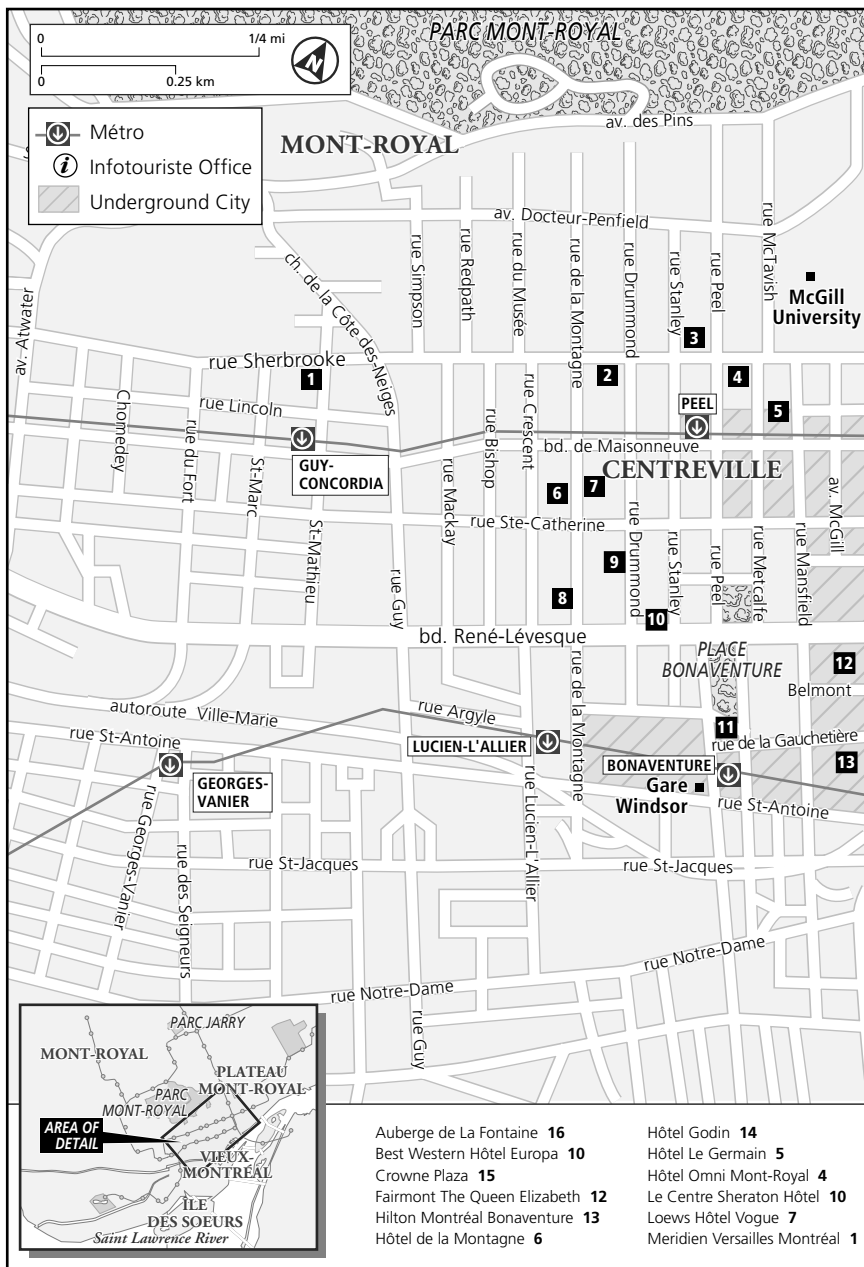 0
1/4 mi
0
0.25 km
N
PARC MONT-ROYAL
Métro
i Infotouriste Office
Underground City
MONT-ROYAL
av. des Pins
av. Docteur-Penfield
rue McTavish
McGill
University
av. Atwater
ch. de la Côte des-Neiges
rue Simpson
rue Redpath
rue du Musée
rue de la Montagne
rue Drummond
rue Stanley
rue Peel
3
rue Sherbrooke
1
2
4
5
rue Lincoln
Chomedey
rue du Fort
St-Marc
St-Mathieu
GUY-
CONCORDIA
rue Mackay
rue Bishop
rue Crescent
PEEL
bd. de Maisonneuve
CENTREVILLE
6
7
rue Ste-Catherine
av. McGill
rue Guy
8
9
rue Drummond
10
rue Stanley
rue Peel
rue Metcalfe
rue Mansfield
bd. René-Lévesque
PLACE
BONAVENTURE
12
Belmont
autoroute Ville-Marie
rue St-Antoine
rue Argyle
rue de la Montagne
11
rue de la Gauchetière
LUCIEN-L'ALLIER
BONAVENTURE
13
GEORGES-
VANIER
Gare
Windsor
rue St-Antoine
rue Georges-Vanier
rue des Seigneurs
rue Lucien-L'Allier
rue St-Jacques
rue St-Jacques
rue Notre-Dame
rue Notre-Dame
rue Guy
PARC JARRY
MONT-ROYAL
PLATEAU
MONT-ROYAL
PARC
MONT-ROYAL
AREA OF
DETAIL
VIEUX-
MONTRÉAL
ÎLE
DES SOEURS
Saint Lawrence River
Auberge de La Fontaine 16
Best Western Hôtel Europa 10
Crowne Plaza 15
Fairmont The Queen Elizabeth 12
Hilton Montréal Bonaventure 13
Hôtel de la Montagne 6
Hôtel Godin 14
Hôtel Le Germain 5
Hôtel Omni Mont-Royal 4
Le Centre Sheraton Hôtel 10
Loews Hôtel Vogue 7
Meridien Versailles Montréal 1